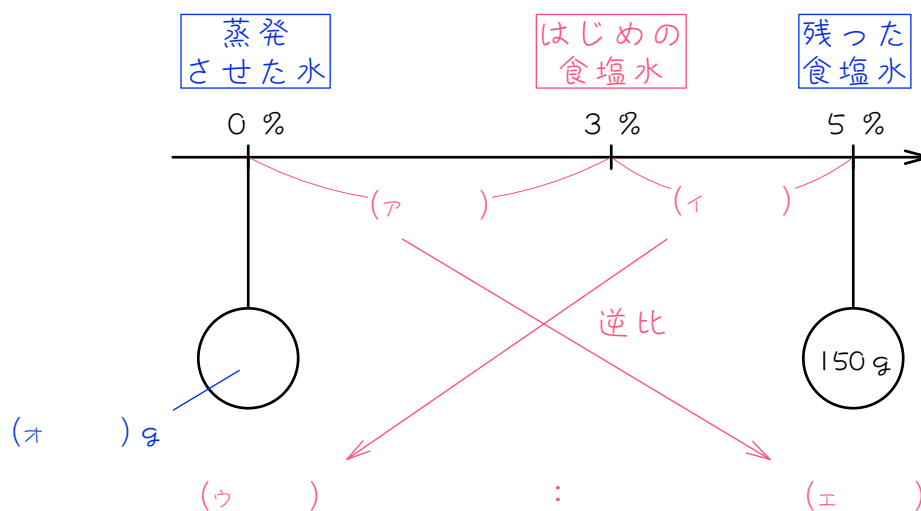 蒸発
させた水
はじめの
食塩水
残った
食塩水
0 %
3 %
5 %
(ア )
(イ )
逆比
150 g
(オ ) g
(ウ )
:
(エ )